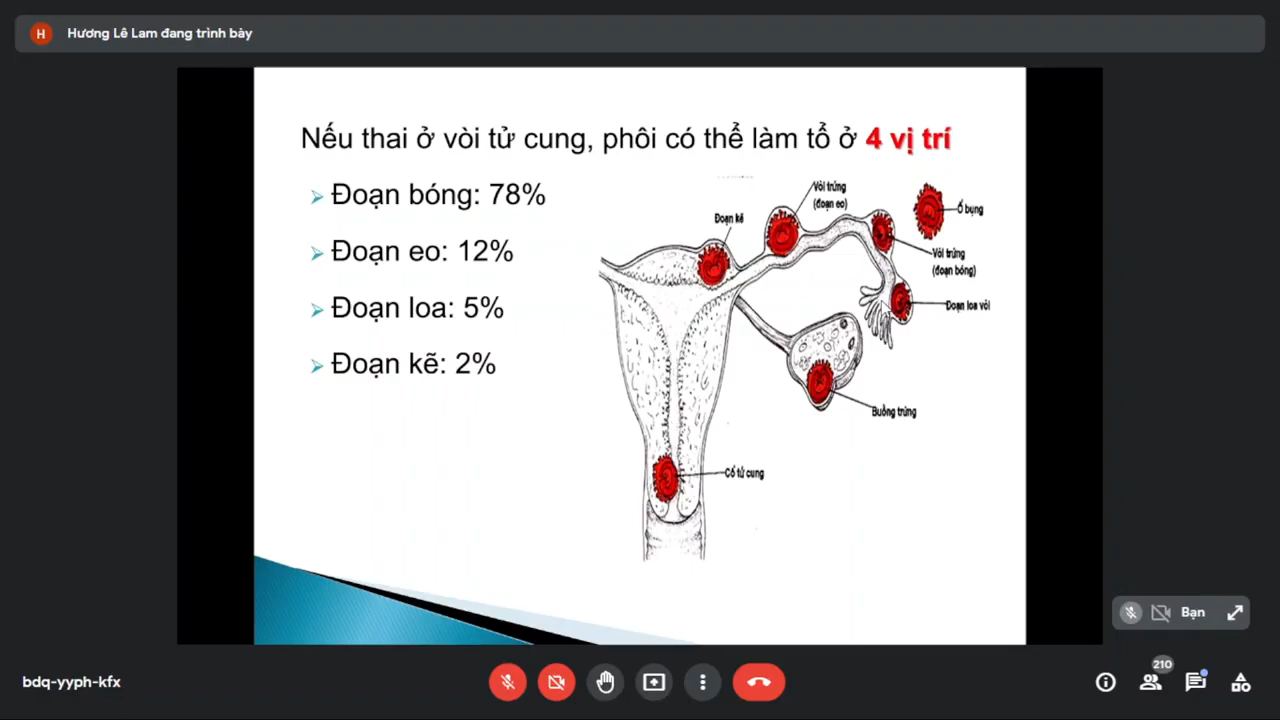 H
Hương Lê Lam đang trình bày
Nếu thai ở vòi tử cung, phôi có thể làm tổ ở 4 vị trí
Đoạn bóng: 78%
Đoạn eo: 12%
Đoạn loa: 5%
Đoạn kẽ: 2%
Đoạn kẽ
Vòi trứng
(đoạn eo)
Ổ bụng
Vòi trứng
(đoạn bóng)
Đoạn loa vòi
Buồng trứng
Cổ tử cung
Bạn
bdq-yyph-kfx
210